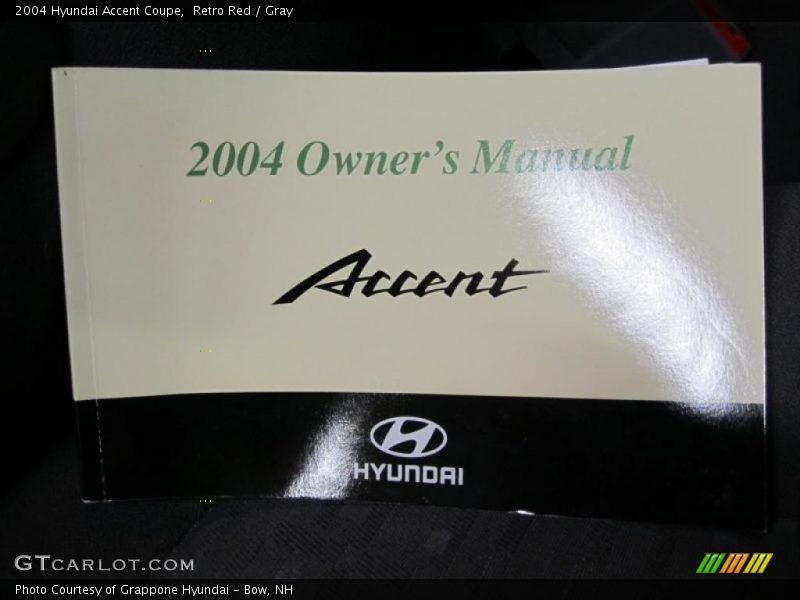 2004 Hyundai Accent Coupe,  Retro Red / Gray
2004 Owner's Manual
Accent
HYUNDAI
GTCARLOT.COM
Photo Courtesy of Grappone Hyundai - Bow, NH